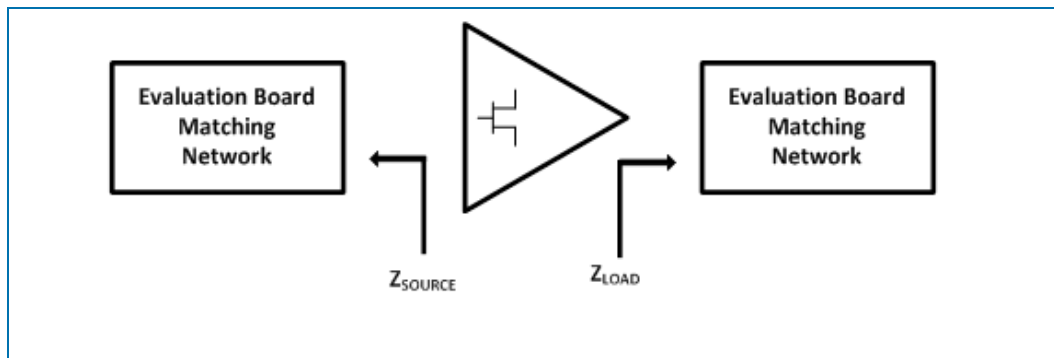 Evaluation Board
Matching
Network
Evaluation Board
Matching
Network
ZSOURCE
ZLOAD